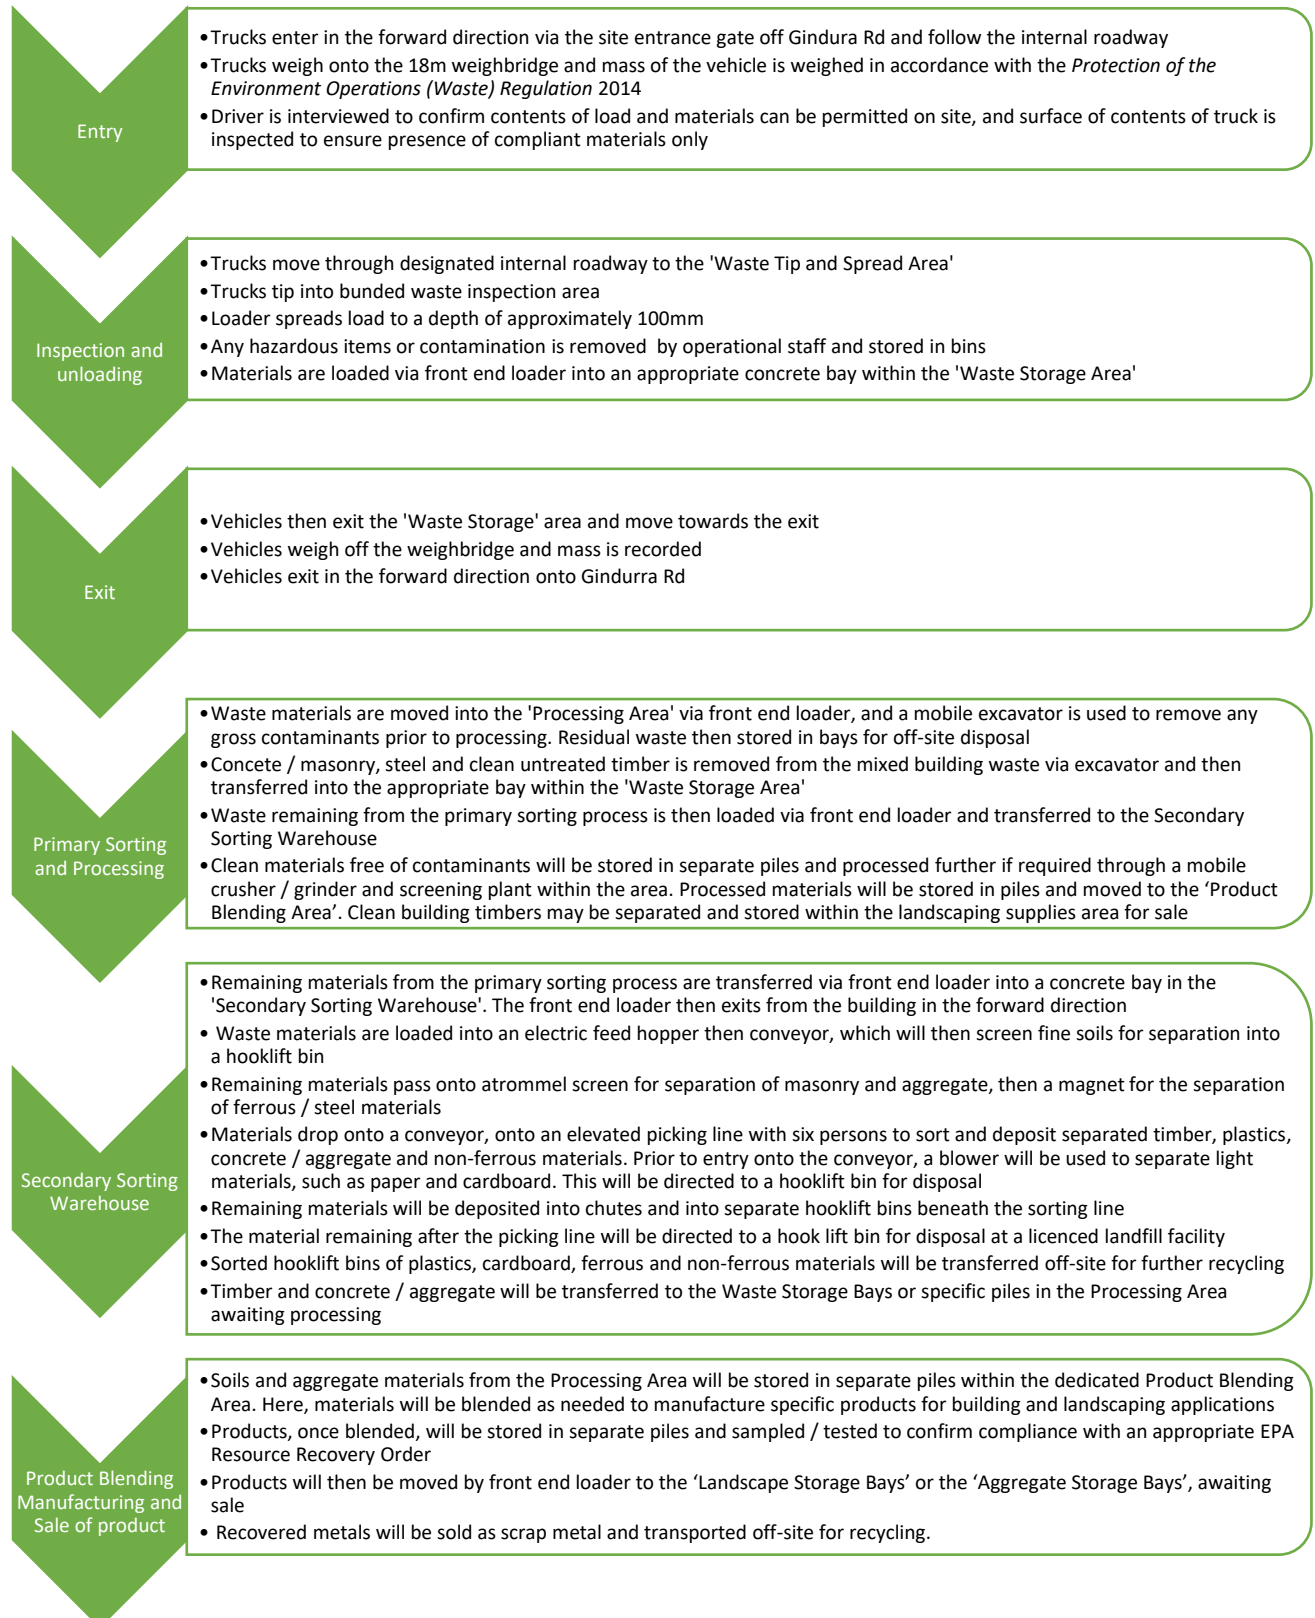 Entry
•Trucks enter in the forward direction via the site entrance gate off Gindura Rd and follow the internal roadway
•Trucks weigh onto the 18m weighbridge and mass of the vehicle is weighed in accordance with the Protection of the
Environment Operations (Waste) Regulation 2014
•Driver is interviewed to confirm contents of load and materials can be permitted on site, and surface of contents of truck is
inspected to ensure presence of compliant materials only
Inspection and
unloading
•Trucks move through designated internal roadway to the 'Waste Tip and Spread Area'
•Trucks tip into bunded waste inspection area
•Loader spreads load to a depth of approximately 100mm
•Any hazardous items or contamination is removed by operational staff and stored in bins
•Materials are loaded via front end loader into an appropriate concrete bay within the 'Waste Storage Area'
Exit
•Vehicles then exit the 'Waste Storage' area and move towards the exit
•Vehicles weigh off the weighbridge and mass is recorded
•Vehicles exit in the forward direction onto Gindurra Rd
Primary Sorting
and Processing
•Waste materials are moved into the 'Processing Area' via front end loader, and a mobile excavator is used to remove any
gross contaminants prior to processing. Residual waste then stored in bays for off-site disposal
•Concete / masonry, steel and clean untreated timber is removed from the mixed building waste via excavator and then
transferred into the appropriate bay within the 'Waste Storage Area'
•Waste remaining from the primary sorting process is then loaded via front end loader and transferred to the Secondary
Sorting Warehouse
•Clean materials free of contaminants will be stored in separate piles and processed further if required through a mobile
crusher / grinder and screening plant within the area. Processed materials will be stored in piles and moved to the ‘Product
Blending Area’. Clean building timbers may be separated and stored within the landscaping supplies area for sale
Secondary Sorting
Warehouse
•Remaining materials from the primary sorting process are transferred via front end loader into a concrete bay in the
'Secondary Sorting Warehouse'. The front end loader then exits from the building in the forward direction
• Waste materials are loaded into an electric feed hopper then conveyor, which will then screen fine soils for separation into
a hooklift bin
•Remaining materials pass onto atrommel screen for separation of masonry and aggregate, then a magnet for the separation
of ferrous / steel materials
•Materials drop onto a conveyor, onto an elevated picking line with six persons to sort and deposit separated timber, plastics,
concrete / aggregate and non-ferrous materials. Prior to entry onto the conveyor, a blower will be used to separate light
materials, such as paper and cardboard. This will be directed to a hooklift bin for disposal
•Remaining materials will be deposited into chutes and into separate hooklift bins beneath the sorting line
•The material remaining after the picking line will be directed to a hook lift bin for disposal at a licenced landfill facility
•Sorted hooklift bins of plastics, cardboard, ferrous and non-ferrous materials will be transferred off-site for further recycling
•Timber and concrete / aggregate will be transferred to the Waste Storage Bays or specific piles in the Processing Area
awaiting processing
Product Blending
Manufacturing and
Sale of product
•Soils and aggregate materials from the Processing Area will be stored in separate piles within the dedicated Product Blending
Area. Here, materials will be blended as needed to manufacture specific products for building and landscaping applications
•Products, once blended, will be stored in separate piles and sampled / tested to confirm compliance with an appropriate EPA
Resource Recovery Order
•Products will then be moved by front end loader to the ‘Landscape Storage Bays’ or the ‘Aggregate Storage Bays’, awaiting
sale
• Recovered metals will be sold as scrap metal and transported off-site for recycling.